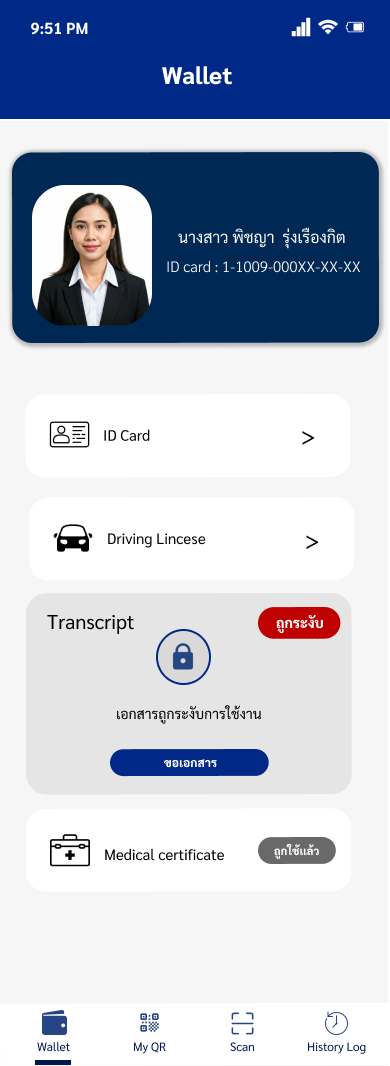 9:51 PM
Wallet
นางสาว พิชญา รุ่งเรืองกิต
ID card : 1-1009-000XX-XX-XX
ID Card
>
Driving Lincese
>
Transcript
ถูกระงับ
เอกสารถูกระงับการใช้งาน
ขอเอกสาร
Medical certificate
ถูกใช้แล้ว
Wallet
My QR
Scan
History Log